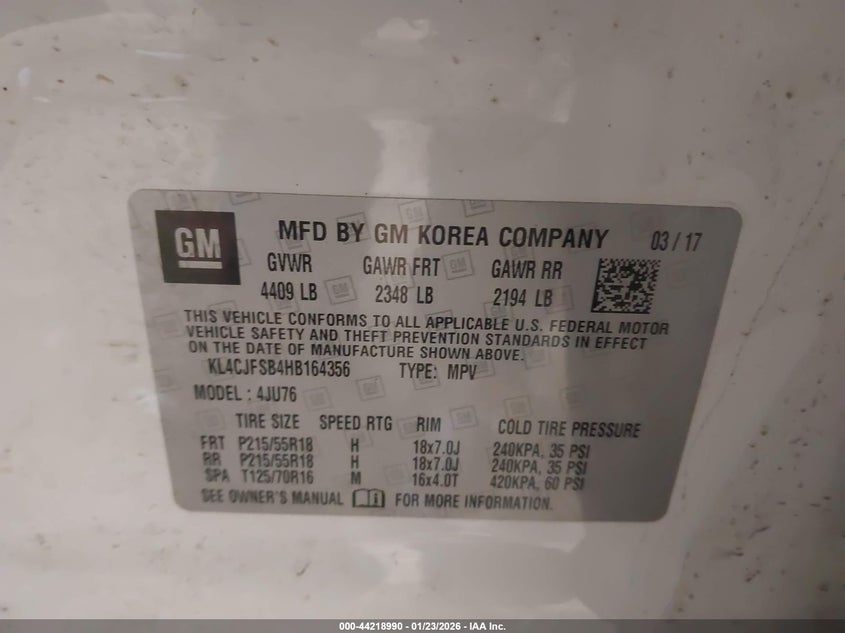 GM
MFD BY GM KOREA COMPANY 03/17
GVWR GAWR FRT GAWR RR
4409 LB 2348 LB 2194 LB
THIS VEHICLE CONFORMS TO ALL APPLICABLE U.S. FEDERAL MOTOR
VEHICLE SAFETY AND THEFT PREVENTION STANDARDS IN EFFECT
ON THE DATE OF MANUFACTURE SHOWN ABOVE.
KL4CJFSB4HB164356 TYPE: MPV
MODEL : 4JU76
TIRE SIZE SPEED RTG RIM COLD TIRE PRESSURE
FRT P215/55R18 H 18x7.0J 240KPA, 35 PSI
RR P215/55R18 H 18x7.0J 240KPA, 35 PSI
SPA T125/70R16 M 16x4.0T 420KPA, 60 PSI
SEE OWNER'S MANUAL FOR MORE INFORMATION.
000-44218990 - 01/23/2026 - IAA Inc.